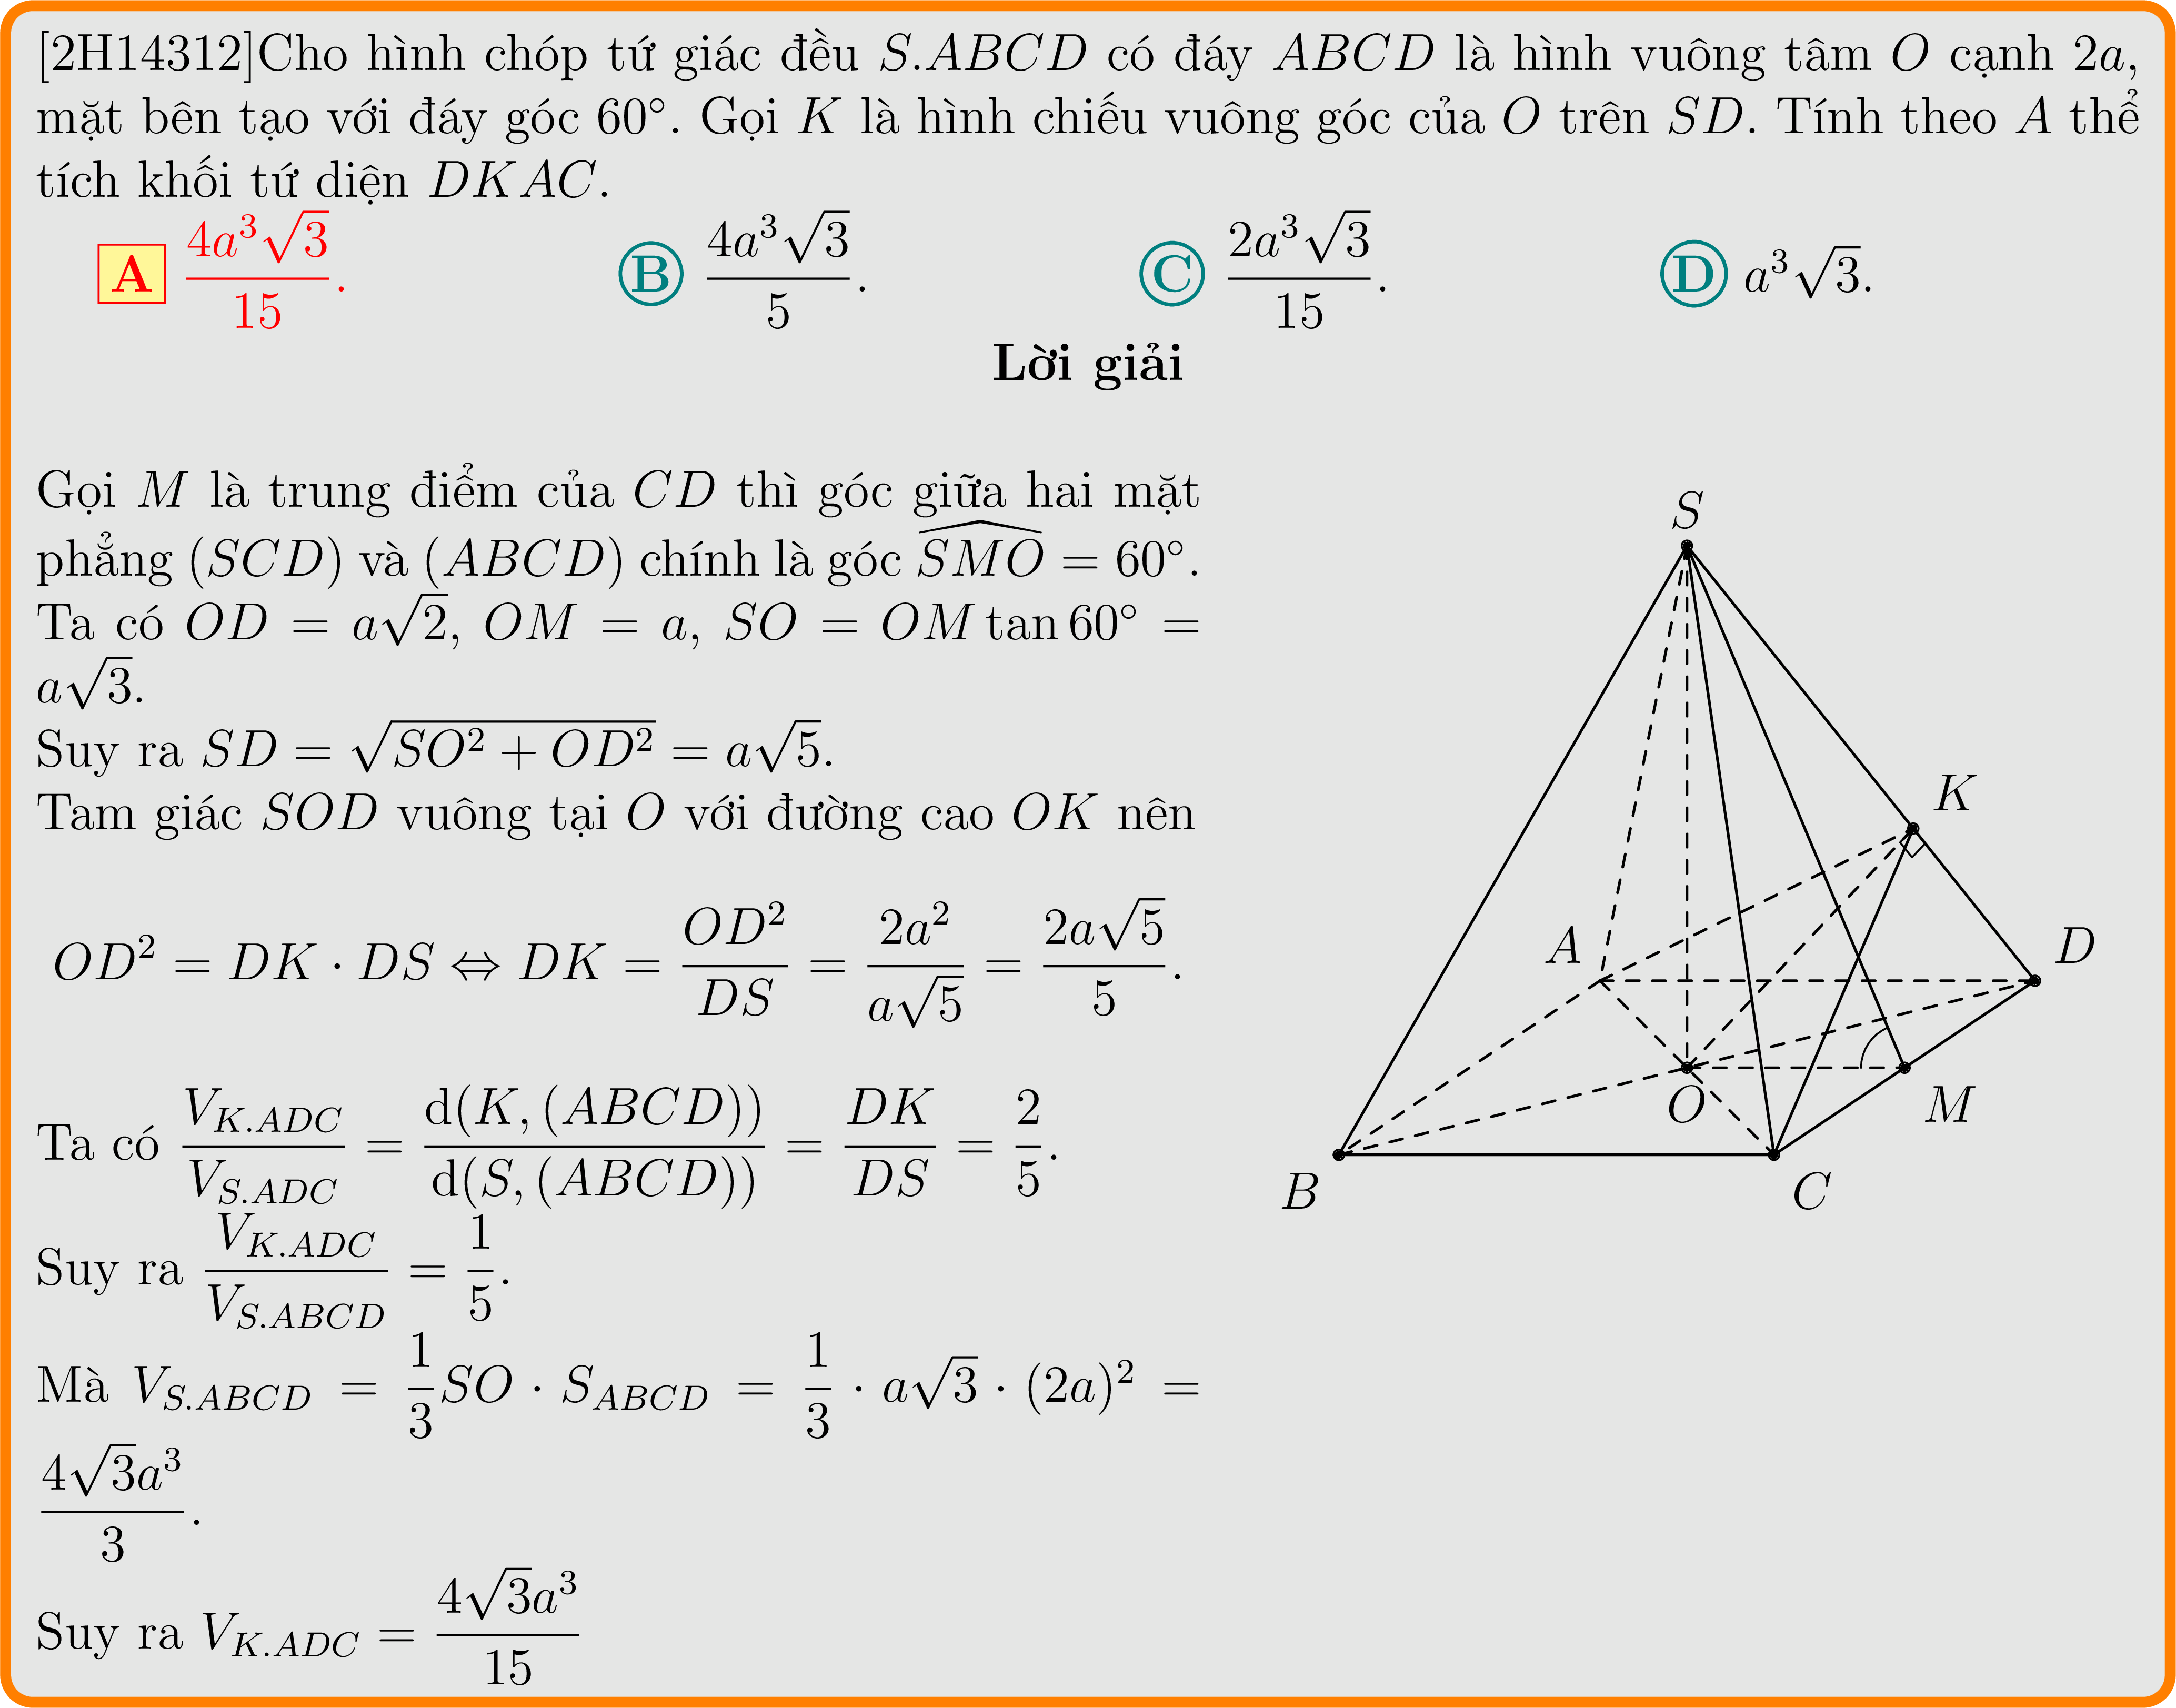 [2H14312]Cho hình chóp tứ giác đều S.ABCD có đáy ABCD là hình vuông tâm O cạnh 2a,
mặt bên tạo với đáy góc 60°. Gọi K là hình chiếu vuông góc của O trên SD. Tính theo A thể
tích khối tứ diện DKAC.
A $\frac{4a^3\sqrt{3}}{15}$. B $\frac{4a^3\sqrt{3}}{5}$. C $\frac{2a^3\sqrt{3}}{15}$. D $a^3\sqrt{3}$.
Lời giải
Gọi M là trung điểm của CD thì góc giữa hai mặt
phẳng (SCD) và (ABCD) chính là góc $\widehat{SMO} = 60°$.
Ta có $OD = a\sqrt{2}$, $OM = a$, $SO = OM \tan 60° =$
$a\sqrt{3}$.
Suy ra $SD = \sqrt{SO^2 + OD^2} = a\sqrt{5}$.
Tam giác SOD vuông tại O với đường cao OK nên
$OD^2 = DK \cdot DS \Leftrightarrow DK = \frac{OD^2}{DS} = \frac{2a^2}{a\sqrt{5}} = \frac{2a\sqrt{5}}{5}$.
Ta có $\frac{V_{K.ADC}}{V_{S.ADC}} = \frac{d(K, (ABCD))}{d(S, (ABCD))} = \frac{DK}{DS} = \frac{2}{5}$.
Suy ra $\frac{V_{K.ADC}}{V_{S.ABCD}} = \frac{1}{5}$.
Mà $V_{S.ABCD} = \frac{1}{3} SO \cdot S_{ABCD} = \frac{1}{3} \cdot a\sqrt{3} \cdot (2a)^2 =$
$\frac{4\sqrt{3}a^3}{3}$.
Suy ra $V_{K.ADC} = \frac{4\sqrt{3}a^3}{15}$
S
K
A
D
O
M
B
C